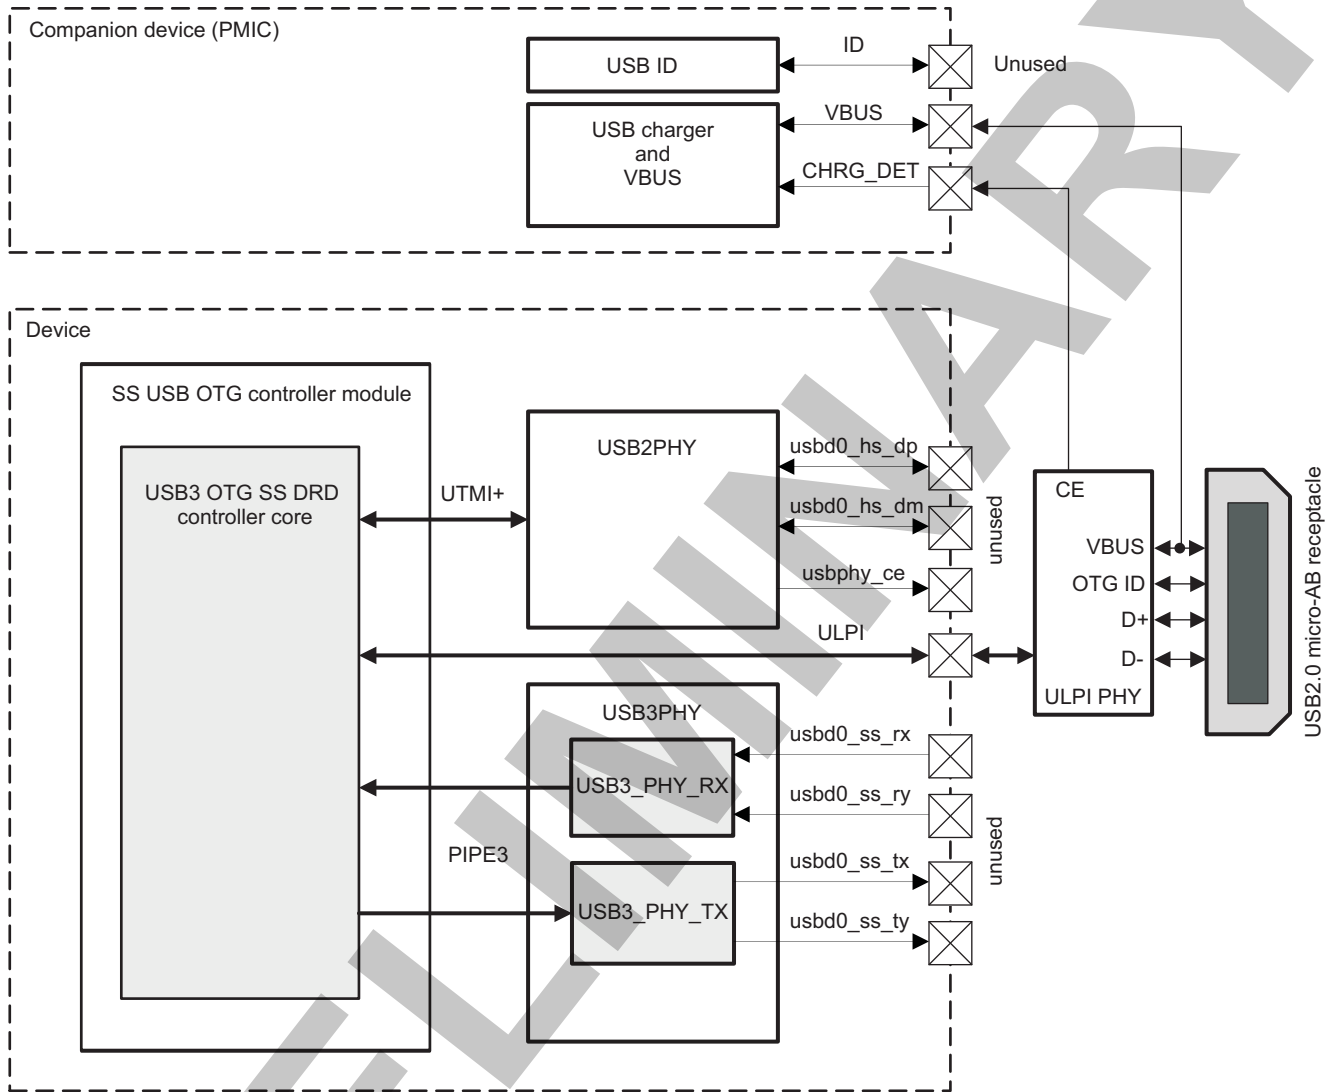 Companion device (PMIC)
USB ID
ID
Unused
USB charger
and
VBUS
VBUS
CHRG_DET
Device
SS USB OTG controller module
USB3 OTG SS DRD
controller core
UTMI+
USB2PHY
usbd0_hs_dp
usbd0_hs_dm
usbphy_ce
unused
ULPI
CE
VBUS
OTG ID
D+
D-
ULPI PHY
USB2.0 micro-AB receptacle
USB3PHY
USB3_PHY_RX
usbd0_ss_rx
usbd0_ss_ry
PIPE3
USB3_PHY_TX
usbd0_ss_tx
usbd0_ss_ty
unused
ELIMINARY